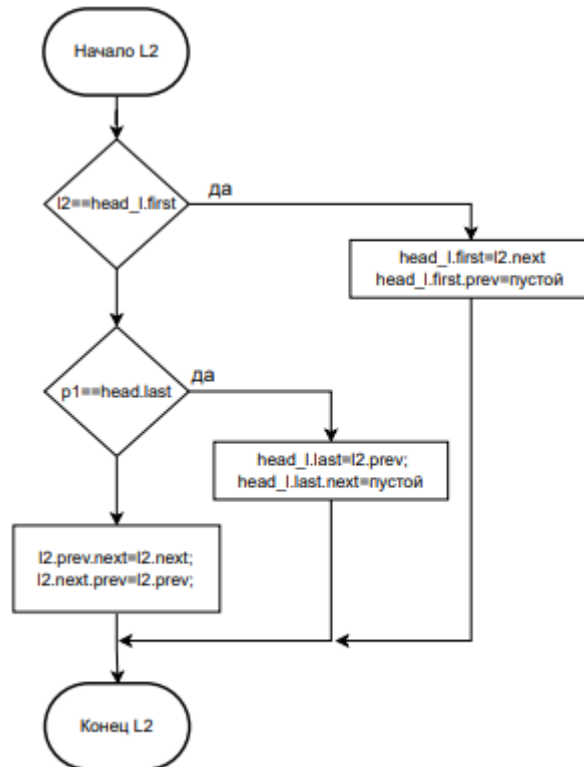 Начало L2
l2==head_l.first
да
head_l.first=l2.next
head_l.first.prev=пустой
p1==head.last
да
head_l.last=l2.prev;
head_l.last.next=пустой
l2.prev.next=l2.next;
l2.next.prev=l2.prev;
Конец L2